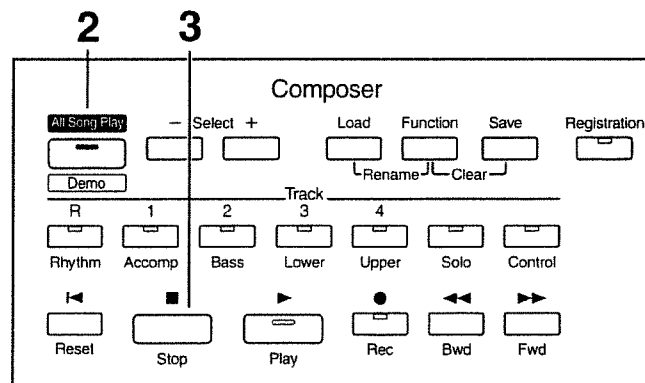 2 3
Composer
All Song Play − Select + Load Function Save Registration
Demo Rename Clear
Track
R 1 2 3 4
Rhythm Accomp Bass Lower Upper Solo Control
Reset Stop Play Rec Bwd Fwd